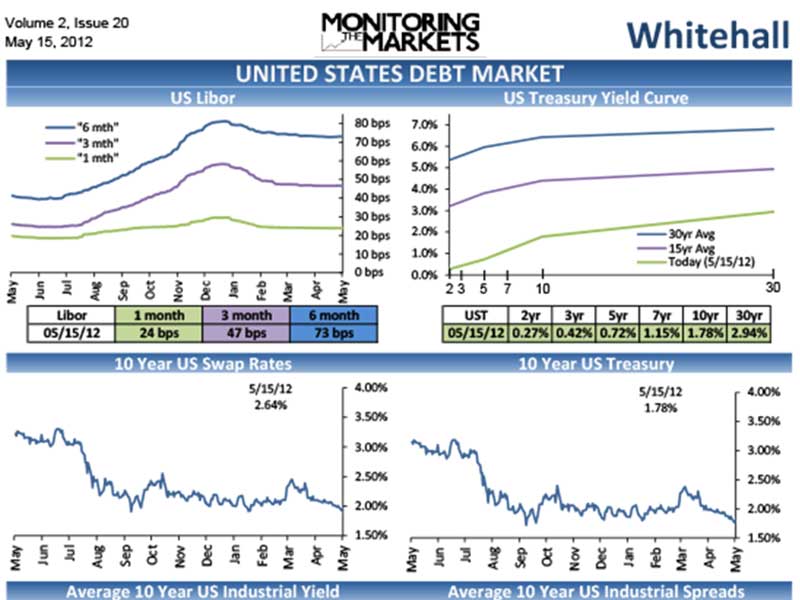 Volume 2, Issue 20
May 15, 2012
MONITORING
THE MARKETS
Whitehall
UNITED STATES DEBT MARKET
US Libor
US Treasury Yield Curve
"6 mth"
"3 mth"
"1 mth"
80 bps
70 bps
60 bps
50 bps
40 bps
30 bps
20 bps
10 bps
0 bps
May Jun Jul Aug Sep Oct Nov Dec Jan Feb Mar Apr May
7.0%
6.0%
5.0%
4.0%
3.0%
2.0%
1.0%
0.0%
30yr Avg
15yr Avg
Today (5/15/12)
2 3 5 7 10 30
Libor 1 month 3 month 6 month
05/15/12 24 bps 47 bps 73 bps
UST 2yr 3yr 5yr 7yr 10yr 30yr
05/15/12 0.27% 0.42% 0.72% 1.15% 1.78% 2.94%
10 Year US Swap Rates
10 Year US Treasury
5/15/12
2.64%
4.00%
3.50%
3.00%
2.50%
2.00%
1.50%
May Jun Jul Aug Sep Oct Nov Dec Jan Feb Mar Apr May
5/15/12
1.78%
4.00%
3.50%
3.00%
2.50%
2.00%
1.50%
May Jun Jul Aug Sep Oct Nov Dec Jan Feb Mar Apr May
Average 10 Year US Industrial Yield
Average 10 Year US Industrial Spreads